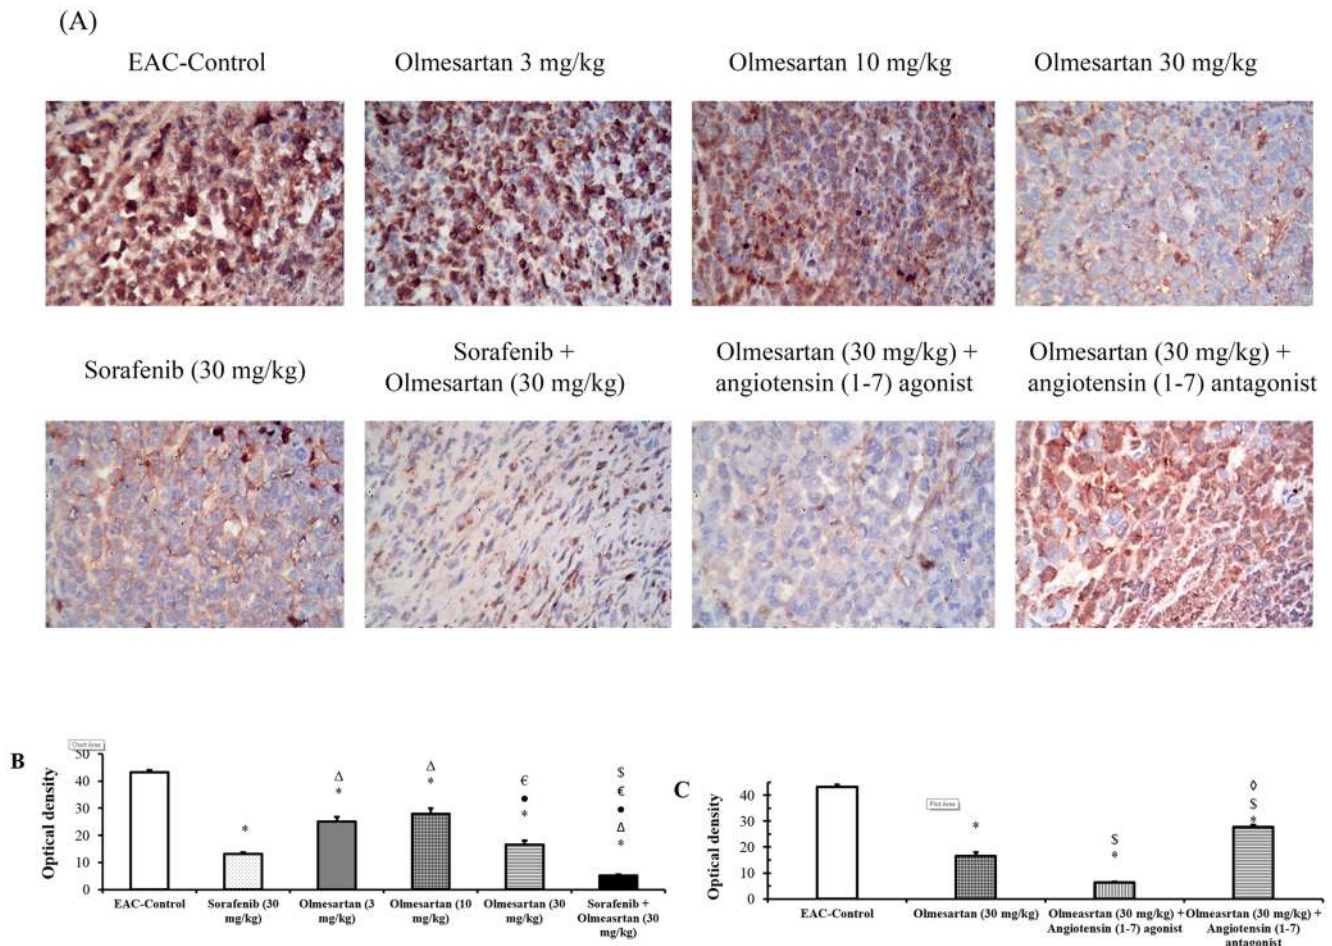 (A)
EAC-Control
Olmesartan 3 mg/kg
Olmesartan 10 mg/kg
Olmesartan 30 mg/kg
Sorafenib (30 mg/kg)
Sorafenib +
Olmesartan (30 mg/kg)
Olmesartan (30 mg/kg) +
angiotensin (1-7) agonist
Olmesartan (30 mg/kg) +
angiotensin (1-7) antagonist
B
Chart Area
Optical density
50
40
30
20
10
0
*
Δ
*
Δ
*
€
●
*
$
€
●
Δ
*
EAC-Control
Sorafenib (30
mg/kg)
Olmesartan (3
mg/kg)
Olmesartan (10
mg/kg)
Olmesartan (30
mg/kg)
Sorafenib +
Olmeasrtan (30
mg/kg)
C
Plot Area
Optical density
40
30
20
10
0
*
$
*
◊
$
*
EAC-Control
Olmesartan (30 mg/kg)
Olmeasrtan (30 mg/kg) +
Angiotensin (1-7) agonist
Olmeasrtan (30 mg/kg) +
Angiotensin (1-7)
antagonist